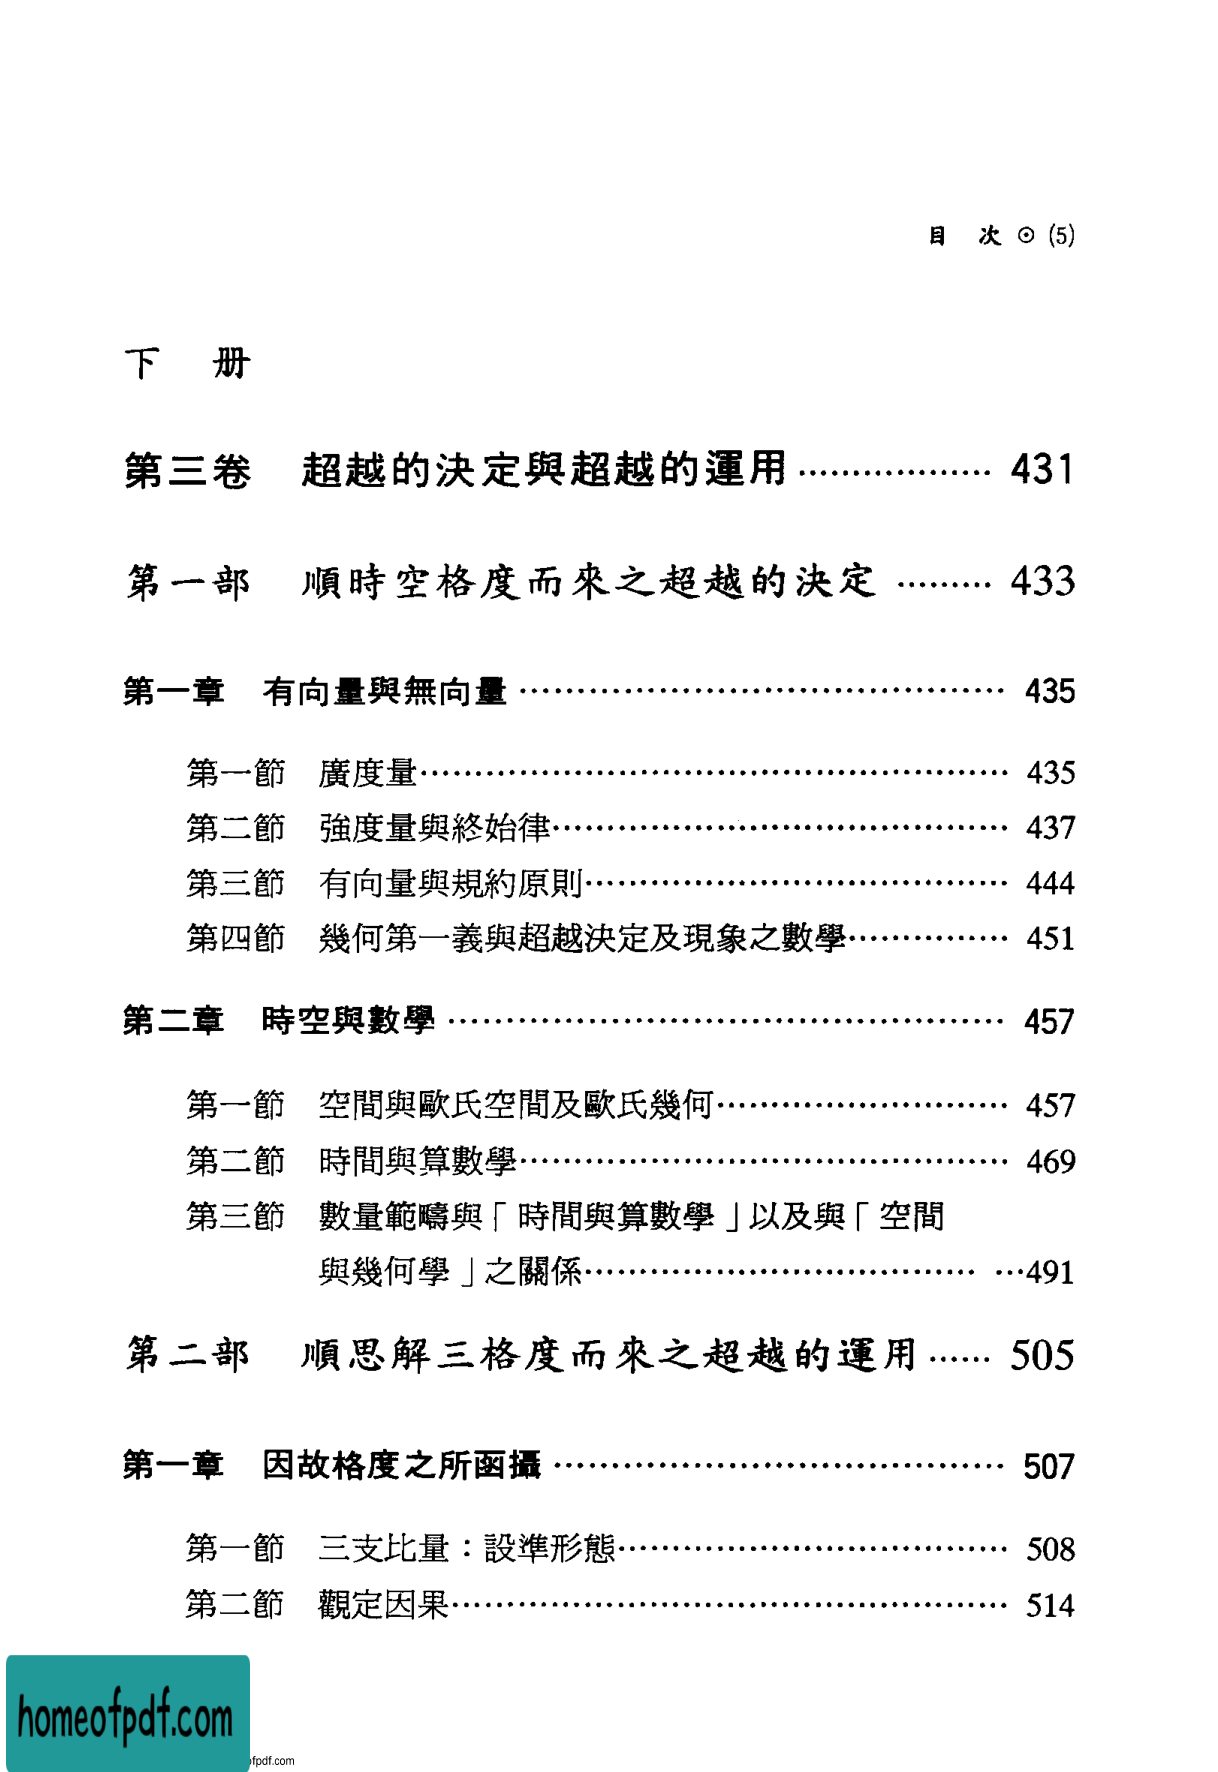 目　次⊙(5)
下　册
第三卷　超越的決定與超越的運用………………431
第一部　順時空格度而來之超越的決定………433
第一章　有向量與無向量……………………………………435
第一節　廣度量……………………………………………435
第二節　強度量與終始律…………………………………437
第三節　有向量與規約原則………………………………444
第四節　幾何第一義與超越決定及現象之數學……………451
第二章　時空與數學…………………………………………457
第一節　空間與歐氏空間及歐氏幾何……………………457
第二節　時間與算數學……………………………………469
第三節　數量範疇與「時間與算數學」以及與「空間
與幾何學」之關係……………………………… …491
第二部　順思解三格度而來之超越的運用……505
第一章　因故格度之所函攝…………………………………507
第一節　三支比量：設準形態……………………………508
第二節　觀定因果…………………………………………514
homeofpdf.com
ofpdf.com